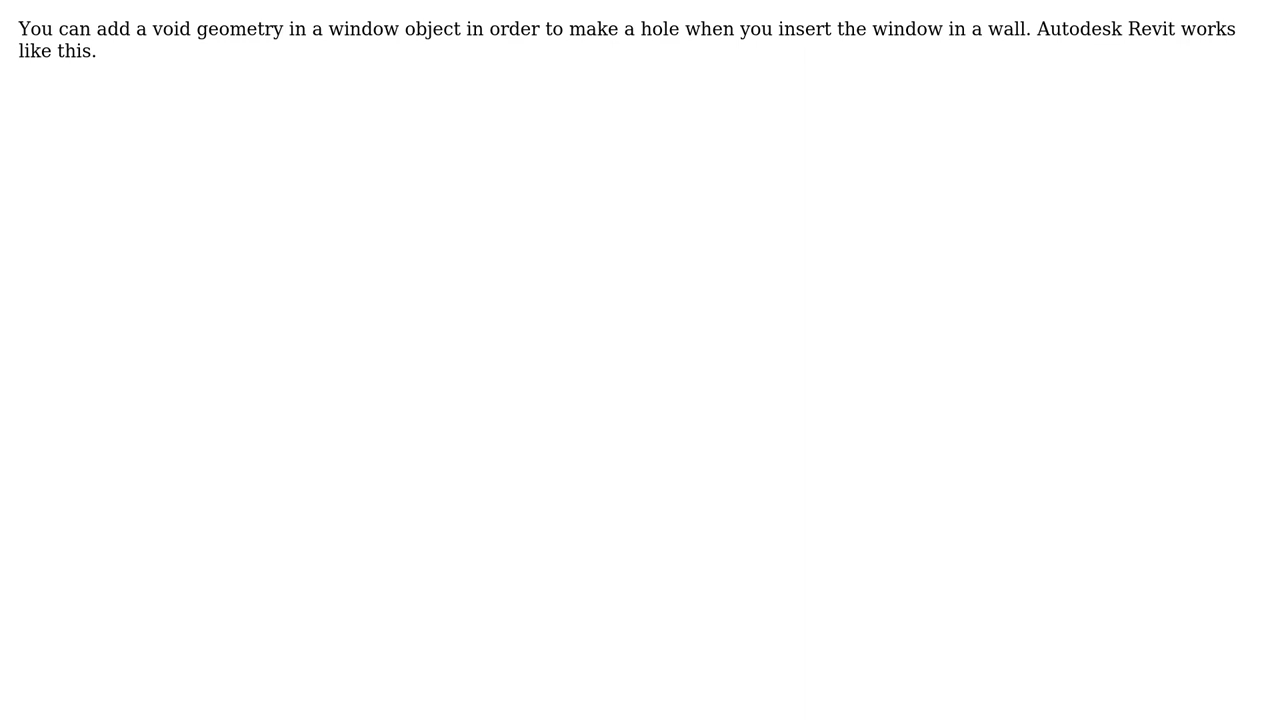 You can add a void geometry in a window object in order to make a hole when you insert the window in a wall. Autodesk Revit works
like this.